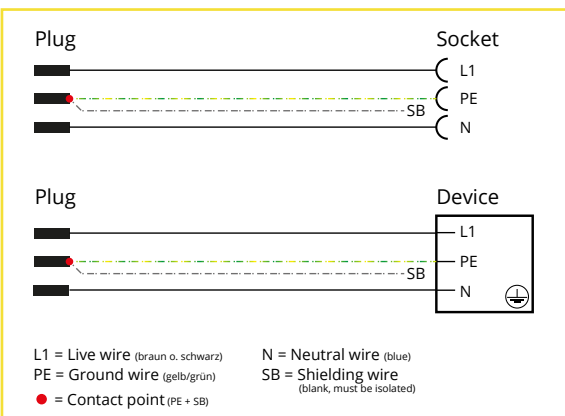 Plug Socket
L1
PE
SB
N
Plug Device
L1
PE
SB
N
L1 = Live wire (braun o. schwarz) N = Neutral wire (blue)
PE = Ground wire (gelb/grün) SB = Shielding wire
(blank, must be isolated)
= Contact point (PE + SB)